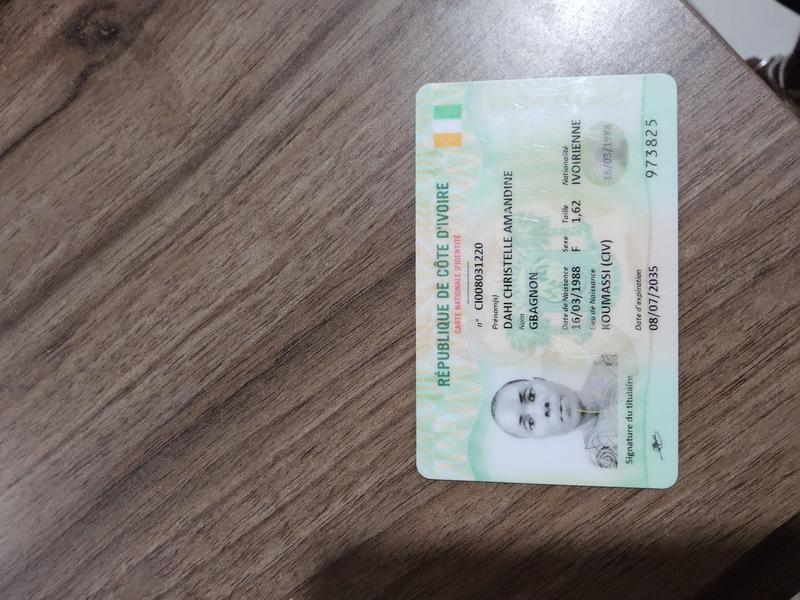 RÉPUBLIQUE DE CÔTE D'IVOIRE
CARTE NATIONALE D'IDENTITÉ
n° CI008031220
Prénom(s)
DAHI CHRISTELLE AMANDINE
Nom
GBAGNON
Date de Naissance Sexe Taille Nationalité
16/03/1988 F 1,62 IVOIRIENNE
Lieu de Naissance
KOUMASSI (CIV)
16/03/1988
Date d'expiration
08/07/2035
973825
Signature du titulaire